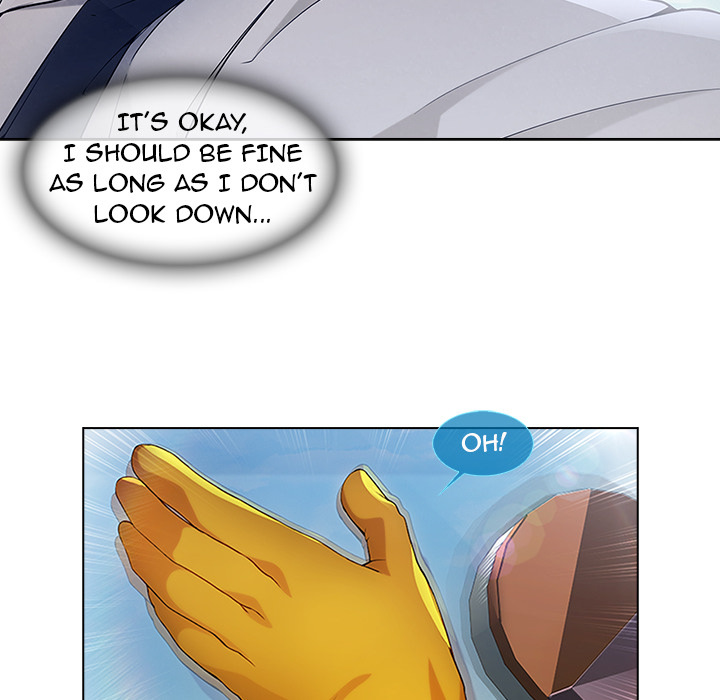 IT'S OKAY,
I SHOULD BE FINE
AS LONG AS I DON'T
LOOK DOWN...
OH!